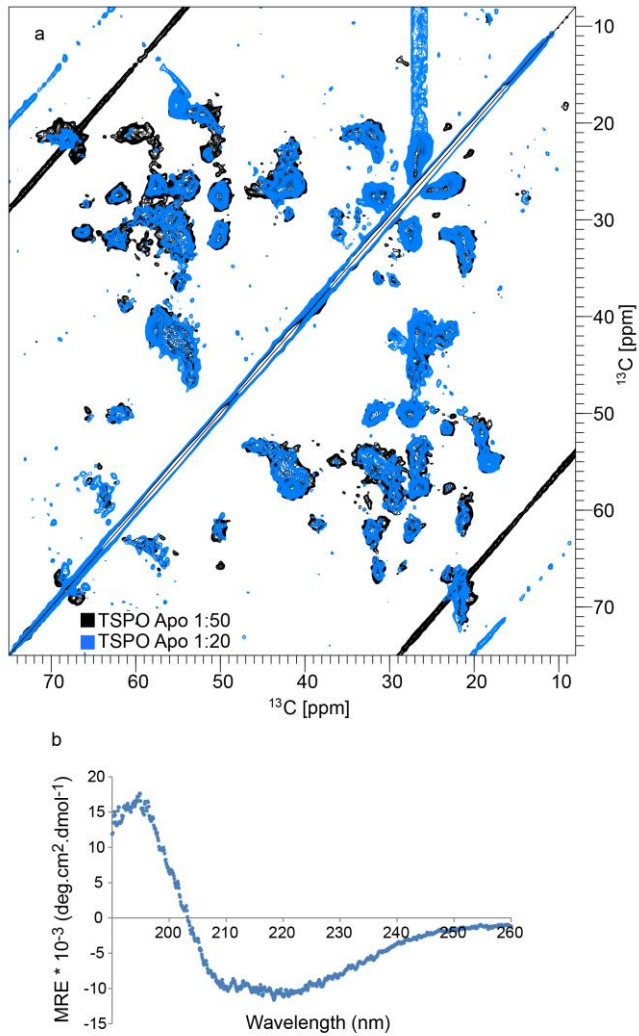 a
10
20
30
40
50
60
70
¹³C [ppm]
TSPO Apo 1:50
TSPO Apo 1:20
70 60 50 40 30 20 10
¹³C [ppm]
b
20
15
10
5
0
-5
-10
-15
200 210 220 230 240 250 260
MRE * 10⁻³ (deg.cm².dmol⁻¹)
Wavelength (nm)